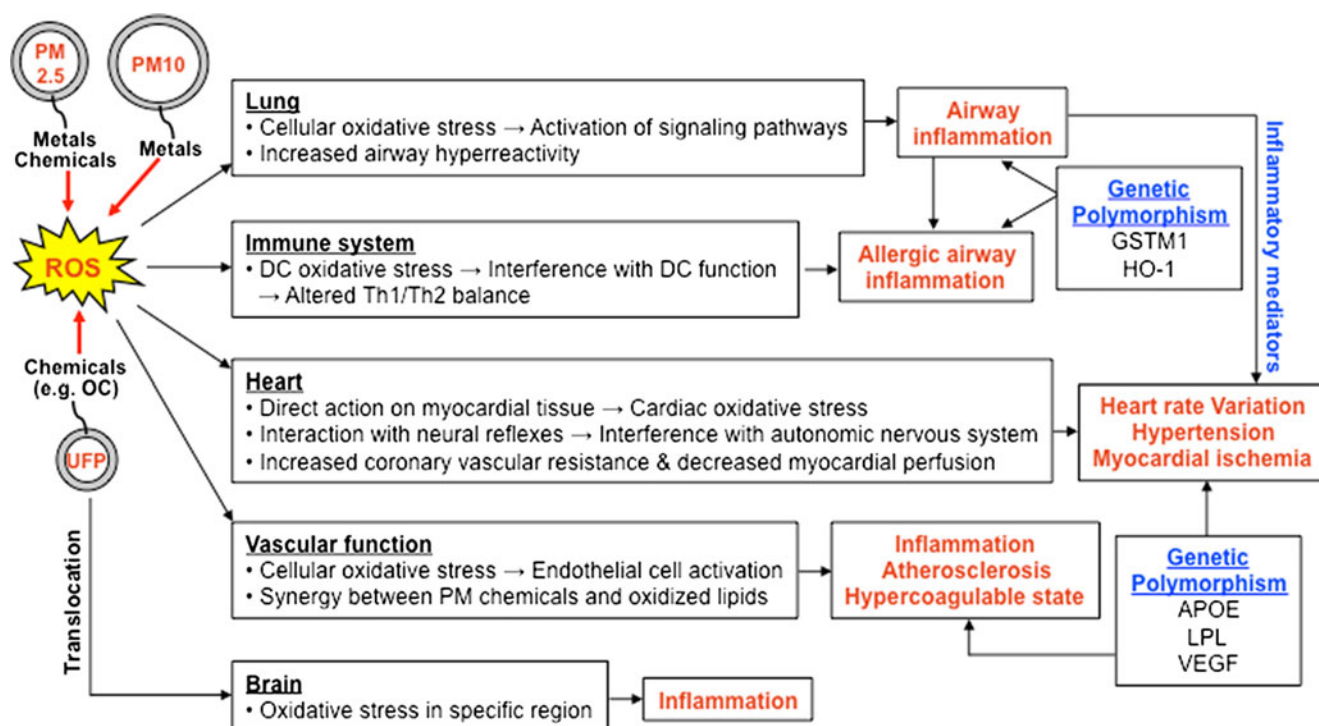 PM
2.5
PM10
Metals
Chemicals
Metals
ROS
Chemicals
(e.g. OC)
UFP
Translocation
Lung
• Cellular oxidative stress → Activation of signaling pathways
• Increased airway hyperreactivity
Airway
inflammation
Immune system
• DC oxidative stress → Interference with DC function
→ Altered Th1/Th2 balance
Allergic airway
inflammation
Genetic
Polymorphism
GSTM1
HO-1
Inflammatory mediators
Heart
• Direct action on myocardial tissue → Cardiac oxidative stress
• Interaction with neural reflexes → Interference with autonomic nervous system
• Increased coronary vascular resistance & decreased myocardial perfusion
Heart rate Variation
Hypertension
Myocardial ischemia
Vascular function
• Cellular oxidative stress → Endothelial cell activation
• Synergy between PM chemicals and oxidized lipids
Inflammation
Atherosclerosis
Hypercoagulable state
Genetic
Polymorphism
APOE
LPL
VEGF
Brain
• Oxidative stress in specific region
Inflammation